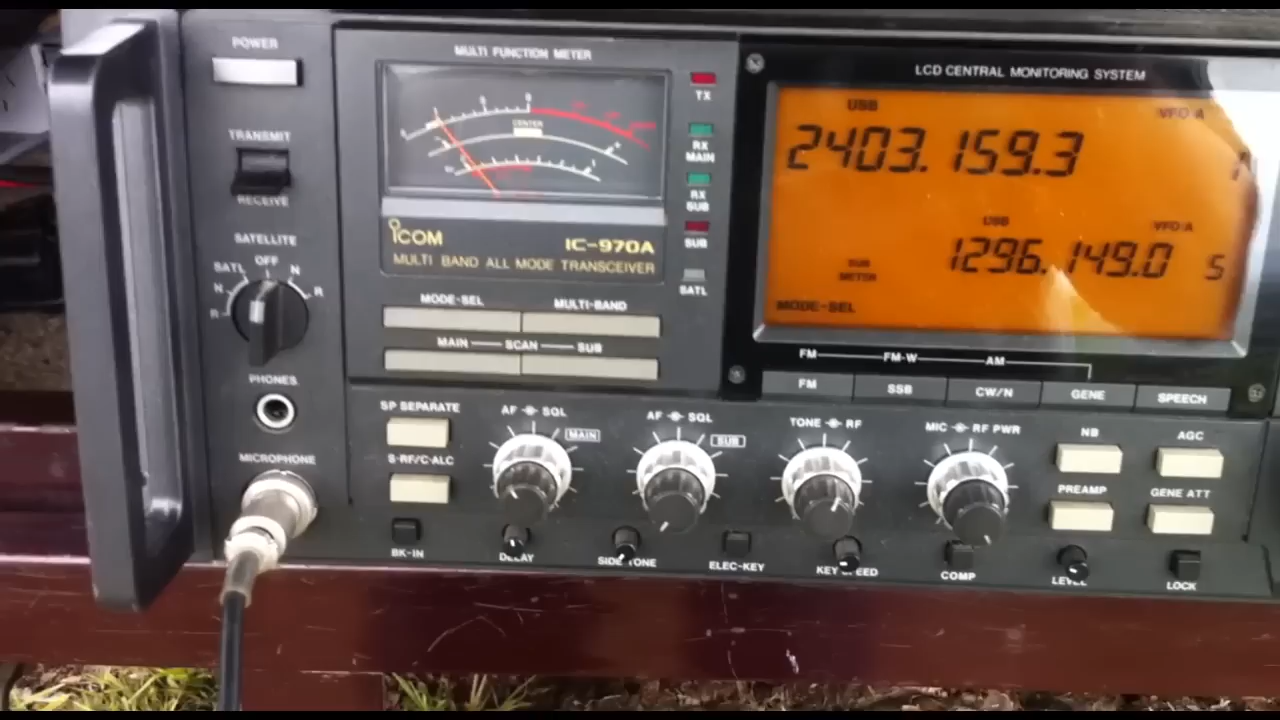 POWER
TRANSMIT
RECEIVE
SATELLITE
OFF
SATL N
N R
R
PHONES
MICROPHONE
MULTI FUNCTION METER
CENTER
ICOM
IC-970A
MULTI BAND ALL MODE TRANSCEIVER
TX
RX
MAIN
RX
SUB
SUB
SATL
MODE-SEL MULTI-BAND
MAIN SCAN SUB
LCD CENTRAL MONITORING SYSTEM
USB VFO A
2403.159.3
USB VFO A
1296.149.0 S
SUB
METER
MODE-SEL
FM FM-W AM
FM SSB CW/N GENE SPEECH
SP SEPARATE
S-RF/C-ALC
AF SQL MAIN
AF SQL SUB
TONE RF
MIC RF PWR
NB AGC
PREAMP GENE ATT
BK-IN DELAY SIDE TONE ELEC-KEY KEY SPEED COMP LEVEL LOCK